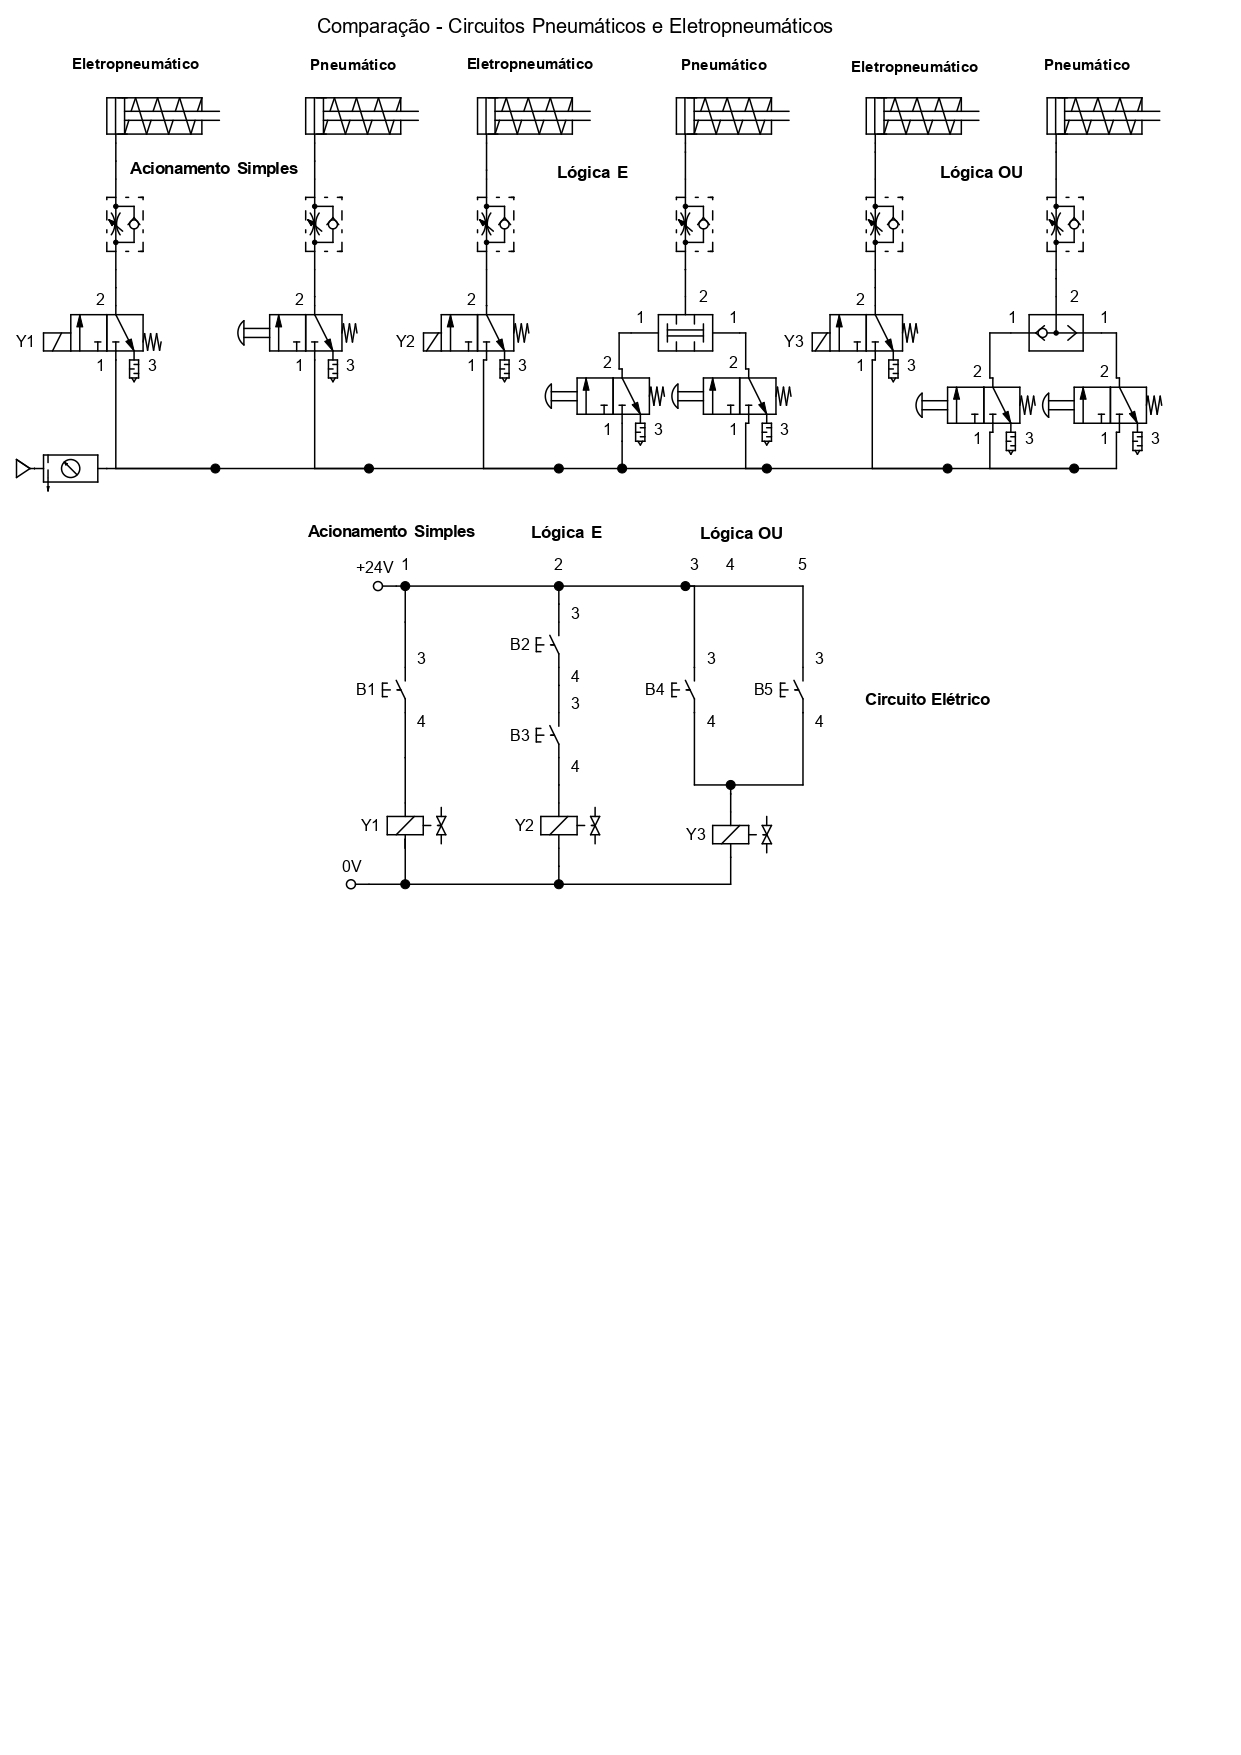 Comparação - Circuitos Pneumáticos e Eletropneumáticos
Eletropneumático Pneumático Eletropneumático Pneumático Eletropneumático Pneumático
Acionamento Simples Lógica E Lógica OU
2 2 2 2 2 2
Y1 Y2 1 1 Y3 1 1
1 3 1 3 1 3 2 2 1 3 2 2
1 3 1 3 1 3 1 3
Acionamento Simples Lógica E Lógica OU
+24V 1 2 3 4 5
3
B2
3 4 3 3
B1 3 B4 B5 Circuito Elétrico
4 B3 4 4
4
Y1 Y2 Y3
0V